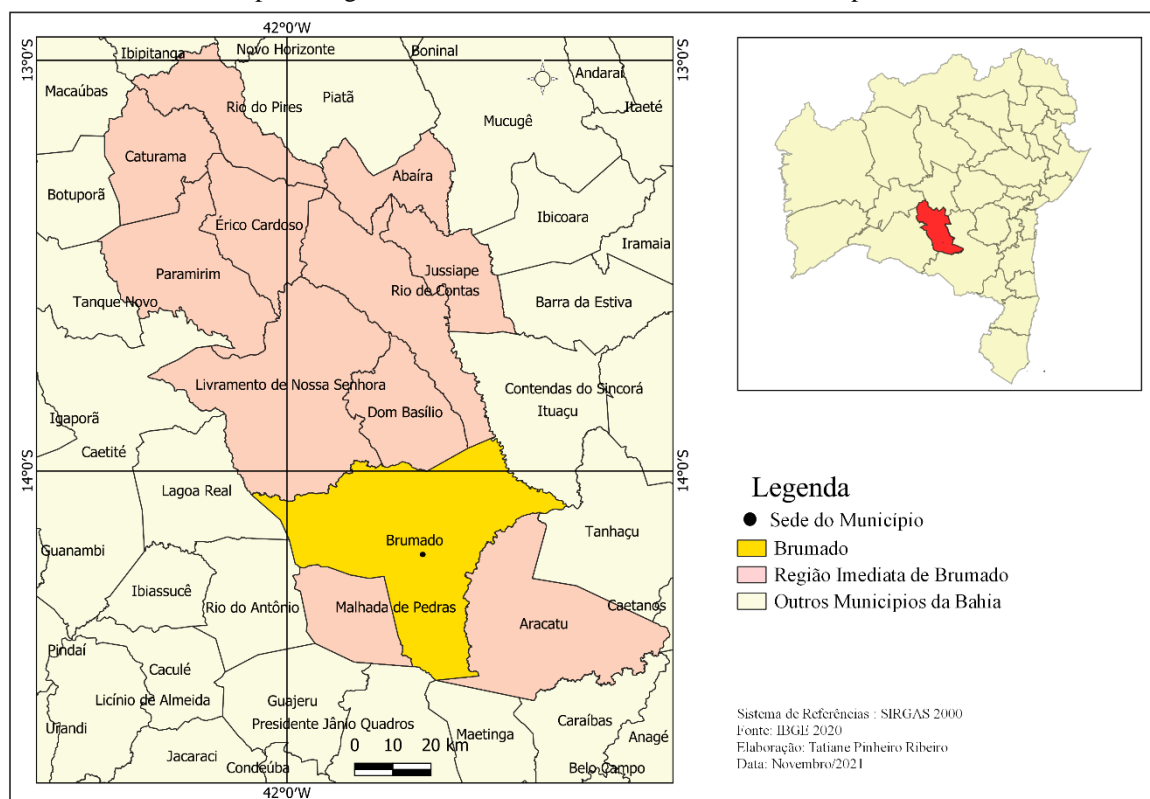 42°0'W
13°0'S
13°0'S
Ibipitanga
Novo Horizonte
Boninal
Andaraí
Macaúbas
Rio do Pires
Piatã
Itaeté
Mucugê
Caturama
Abaíra
Botuporã
Ibicoara
Érico Cardoso
Iramaia
Paramirim
Jussiape
Rio de Contas
Tanque Novo
Barra da Estiva
Livramento de Nossa Senhora
Contendas do Sincorá
Dom Basílio
Ituaçu
Igaporã
Caetité
14°0'S
14°0'S
Lagoa Real
Tanhaçu
Brumado
Guanambi
Ibiassucê
Rio do Antônio
Malhada de Pedras
Caetanos
Aracatu
Pindaí
Caculé
Licínio de Almeida
Guajeru
Urandi
Presidente Jânio Quadros
Caraíbas
Maetinga
Anagé
Jacaraci
Condeúba
Belo Campo
0 10 20 km
42°0'W
Legenda
Sede do Município
Brumado
Região Imediata de Brumado
Outros Municipios da Bahia
Sistema de Referências : SIRGAS 2000
Fonte: IBGE 2020
Elaboração: Tatiane Pinheiro Ribeiro
Data: Novembro/2021